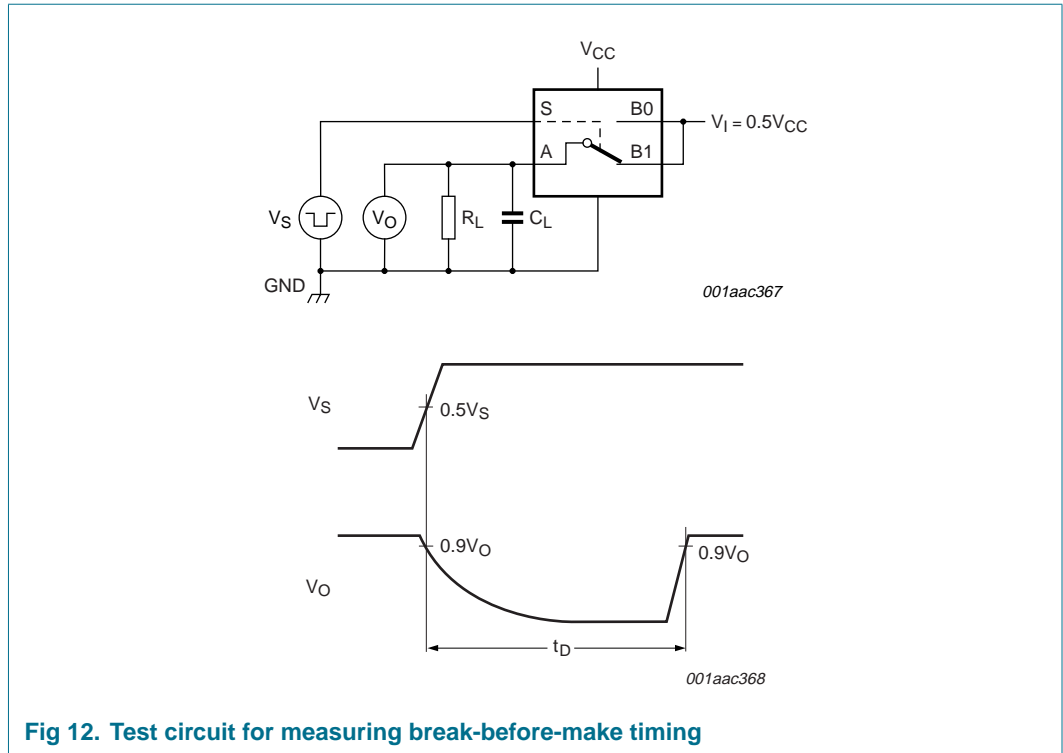 VCC
S
B0
VI = 0.5VCC
A
B1
VS
VO
RL
CL
GND
001aac367
VS
0.5VS
0.9VO
0.9VO
VO
tD
001aac368
Fig 12. Test circuit for measuring break-before-make timing